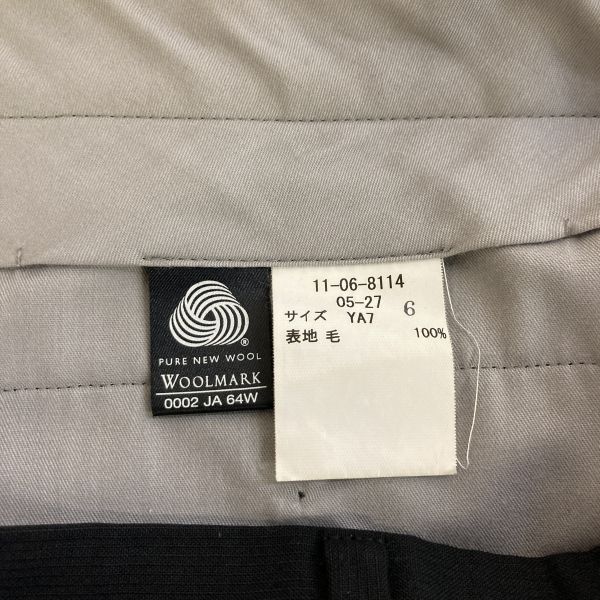 ®
PURE NEW WOOL
WOOLMARK
0002 JA 64W
11-06-8114
05-27
サイズ YA7 6
表地 毛 100%